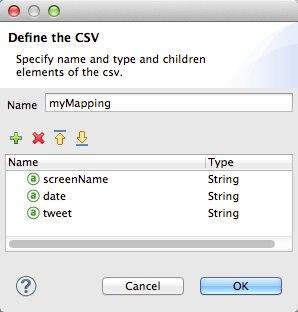 Define the CSV
Specify name and type and children
elements of the csv.
Name myMapping
Name Type
a screenName String
a date String
a tweet String
? Cancel OK